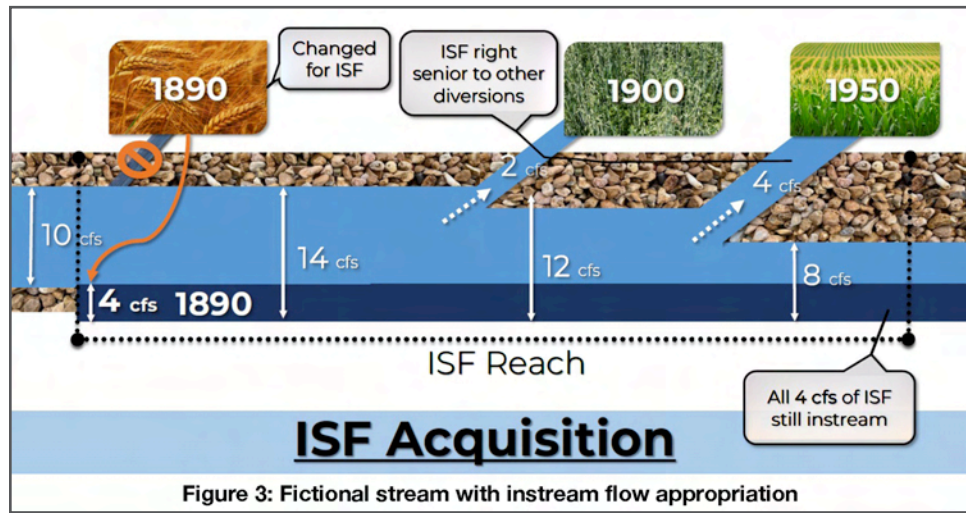 1890
Changed
for ISF
ISF right
senior to other
diversions
1900
1950
2 cfs
4 cfs
10 cfs
14 cfs
12 cfs
8 cfs
4 cfs 1890
ISF Reach
All 4 cfs of ISF
still instream
ISF Acquisition
Figure 3: Fictional stream with instream flow appropriation